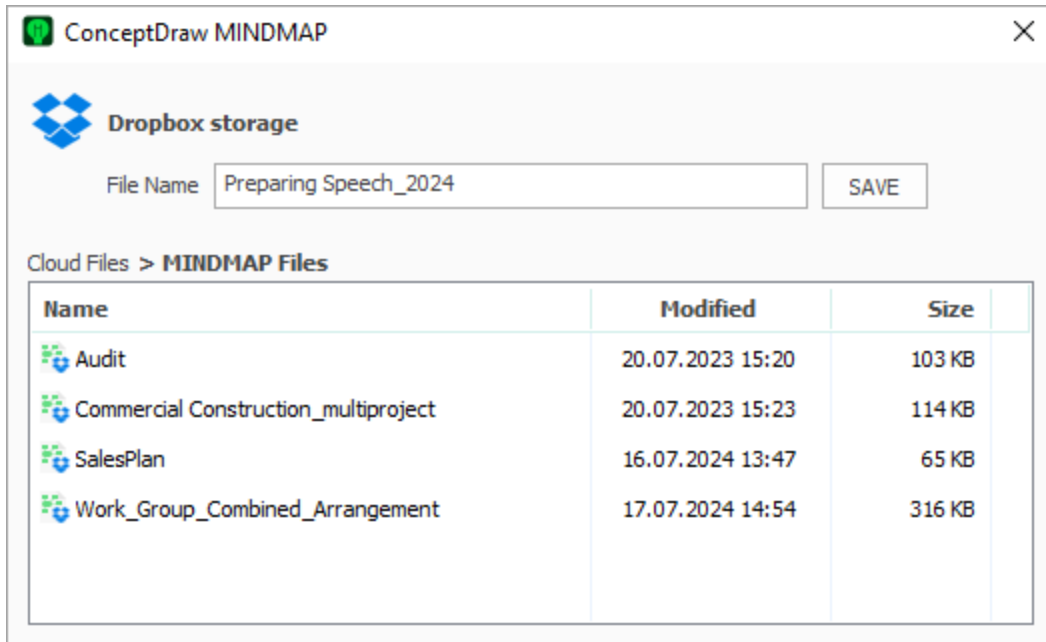 ConceptDraw MINDMAP
Dropbox storage
File Name Preparing Speech_2024 SAVE
Cloud Files > MINDMAP Files
Name Modified Size
Audit 20.07.2023 15:20 103 KB
Commercial Construction_multiproject 20.07.2023 15:23 114 KB
SalesPlan 16.07.2024 13:47 65 KB
Work_Group_Combined_Arrangement 17.07.2024 14:54 316 KB